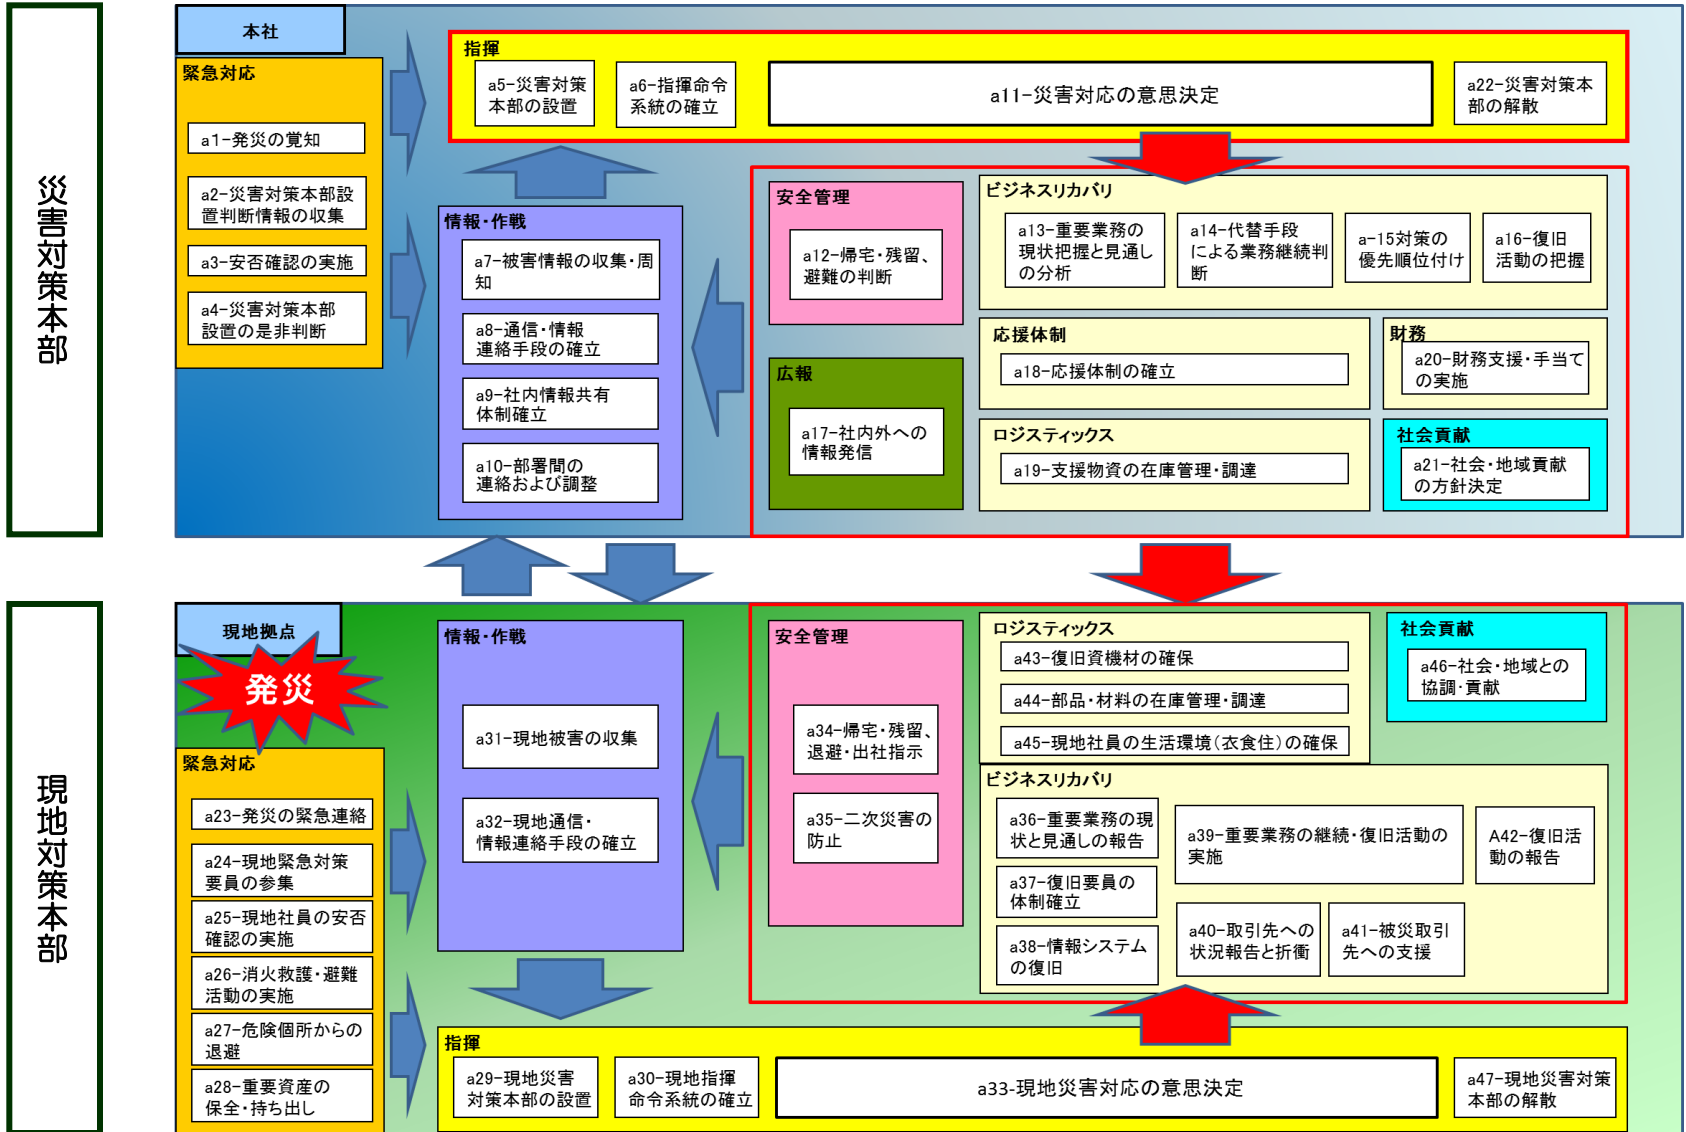 災害対策本部
本社
緊急対応
a1-発災の覚知
a2-災害対策本部設
置判断情報の収集
a3-安否確認の実施
a4-災害対策本部
設置の是非判断
指揮
a5-災害対策
本部の設置
a6-指揮命令
系統の確立
a11-災害対応の意思決定
a22-災害対策本
部の解散
情報・作戦
a7-被害情報の収集・周
知
a8-通信・情報
連絡手段の確立
a9-社内情報共有
体制確立
a10-部署間の
連絡および調整
安全管理
a12-帰宅・残留、
避難の判断
広報
a17-社内外への
情報発信
ビジネスリカバリ
a13-重要業務の
現状把握と見通し
の分析
a14-代替手段
による業務継続判
断
a-15対策の
優先順位付け
a16-復旧
活動の把握
応援体制
a18-応援体制の確立
財務
a20-財務支援・手当て
の実施
ロジスティックス
a19-支援物資の在庫管理・調達
社会貢献
a21-社会・地域貢献
の方針決定
現地対策本部
現地拠点
発災
緊急対応
a23-発災の緊急連絡
a24-現地緊急対策
要員の参集
a25-現地社員の安否
確認の実施
a26-消火救護・避難
活動の実施
a27-危険個所からの
退避
a28-重要資産の
保全・持ち出し
情報・作戦
a31-現地被害の収集
a32-現地通信・
情報連絡手段の確立
安全管理
a34-帰宅・残留、
退避・出社指示
a35-二次災害の
防止
ロジスティックス
a43-復旧資機材の確保
a44-部品・材料の在庫管理・調達
a45-現地社員の生活環境(衣食住)の確保
社会貢献
a46-社会・地域との
協調・貢献
ビジネスリカバリ
a36-重要業務の現
状と見通しの報告
a37-復旧要員の
体制確立
a38-情報システム
の復旧
a39-重要業務の継続・復旧活動の
実施
a40-取引先への
状況報告と折衝
a41-被災取引
先への支援
A42-復旧活
動の報告
指揮
a29-現地災害
対策本部の設置
a30-現地指揮
命令系統の確立
a33-現地災害対応の意思決定
a47-現地災害対策
本部の解散